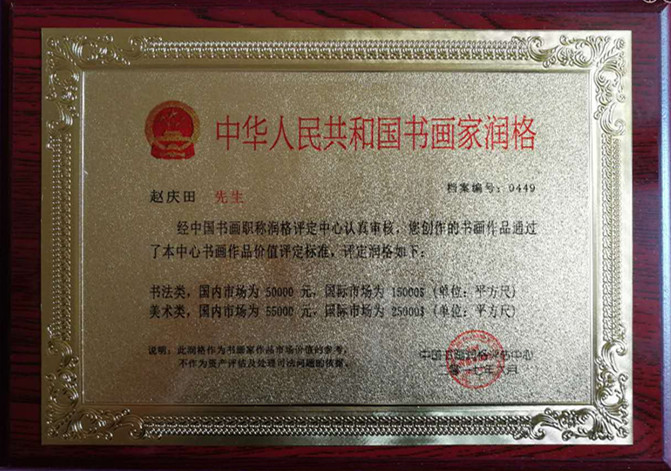 中华人民共和国书画家润格
赵庆田 先生
档案编号：9449
经中国书画职称润格评定中心认真审核，您创作的书画作品通过
了本中心书画作品价值评定标准，评定润格如下：
书法类，国内市场为 50000 元，国际市场为 15000$ (单位：平方尺)
美术类，国内市场为 55000 元，国际市场为 25000$ (单位：平方尺)
说明：此润格作为书画家作品市场价值的参考，
不作为资产评估及处理司法问题的依据。
中国书画润格评估中心
二零一七年 月